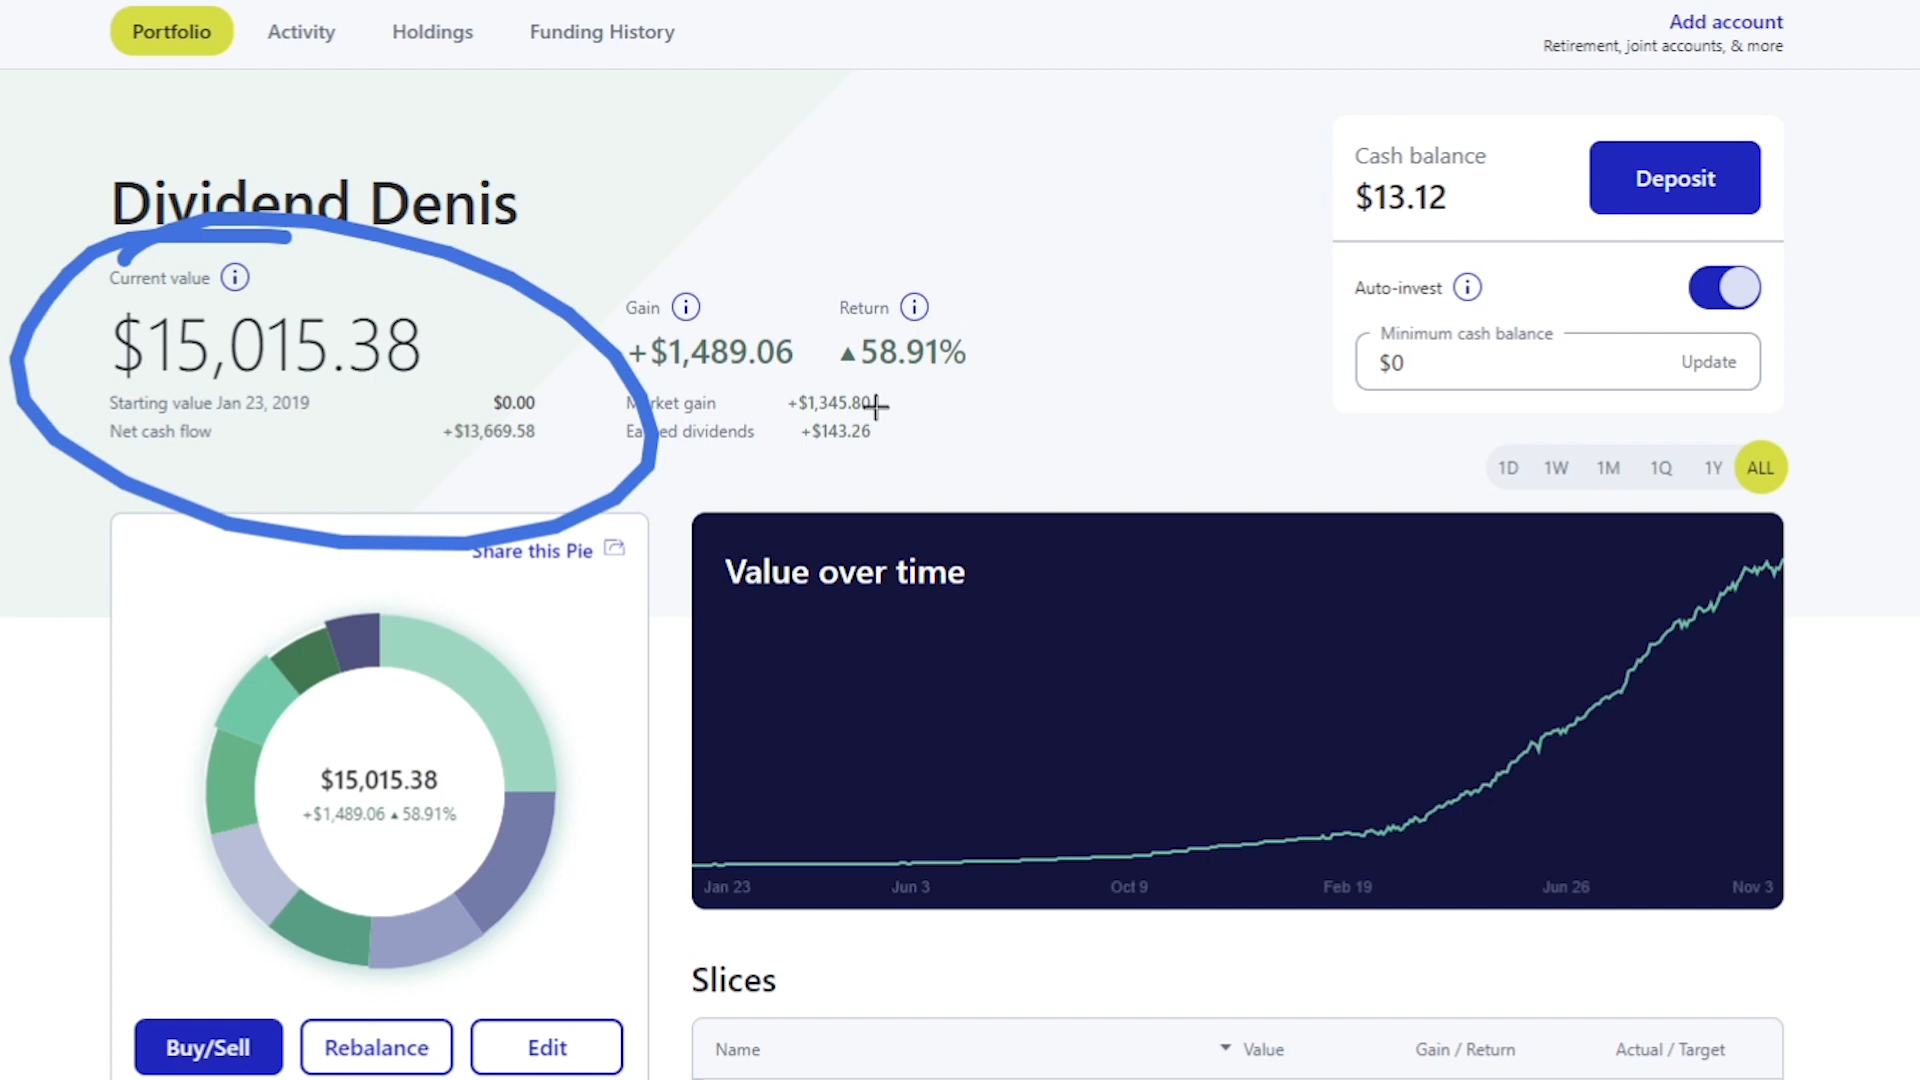 Portfolio
Activity
Holdings
Funding History
Add account
Retirement, joint accounts, & more
Dividend Denis
Current value
$15,015.38
Starting value Jan 23, 2019 $0.00
Net cash flow +$13,669.58
Gain
+$1,489.06
Return
▲58.91%
Market gain +$1,345.80
Earned dividends +$143.26
Cash balance
$13.12
Deposit
Auto-invest
Minimum cash balance
$0
Update
1D 1W 1M 1Q 1Y ALL
Share this Pie
$15,015.38
+$1,489.06 ▲58.91%
Buy/Sell
Rebalance
Edit
Value over time
Jan 23 Jun 3 Oct 9 Feb 19 Jun 26 Nov 3
Slices
Name Value Gain / Return Actual / Target